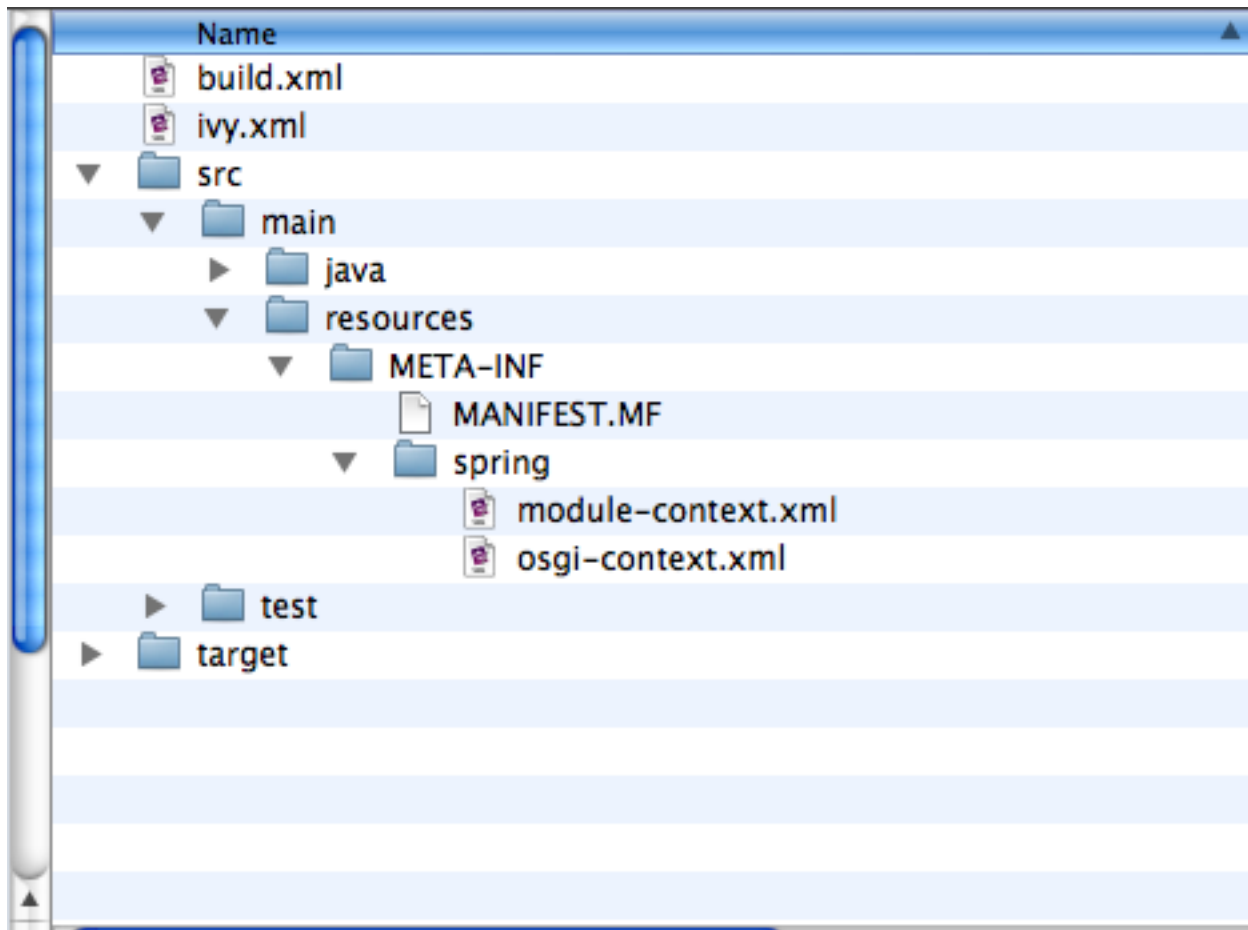 Name
build.xml
ivy.xml
src
main
java
resources
META-INF
MANIFEST.MF
spring
module-context.xml
osgi-context.xml
test
target